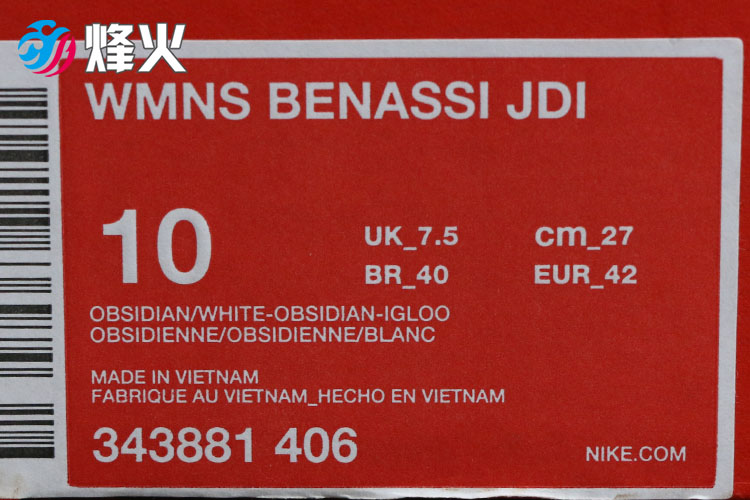 烽火
WMNS BENASSI JDI
10
UK_7.5 cm_27
BR_40 EUR_42
OBSIDIAN/WHITE-OBSIDIAN-IGLOO
OBSIDIENNE/OBSIDIENNE/BLANC
MADE IN VIETNAM
FABRIQUE AU VIETNAM_HECHO EN VIETNAM
343881 406
NIKE.COM